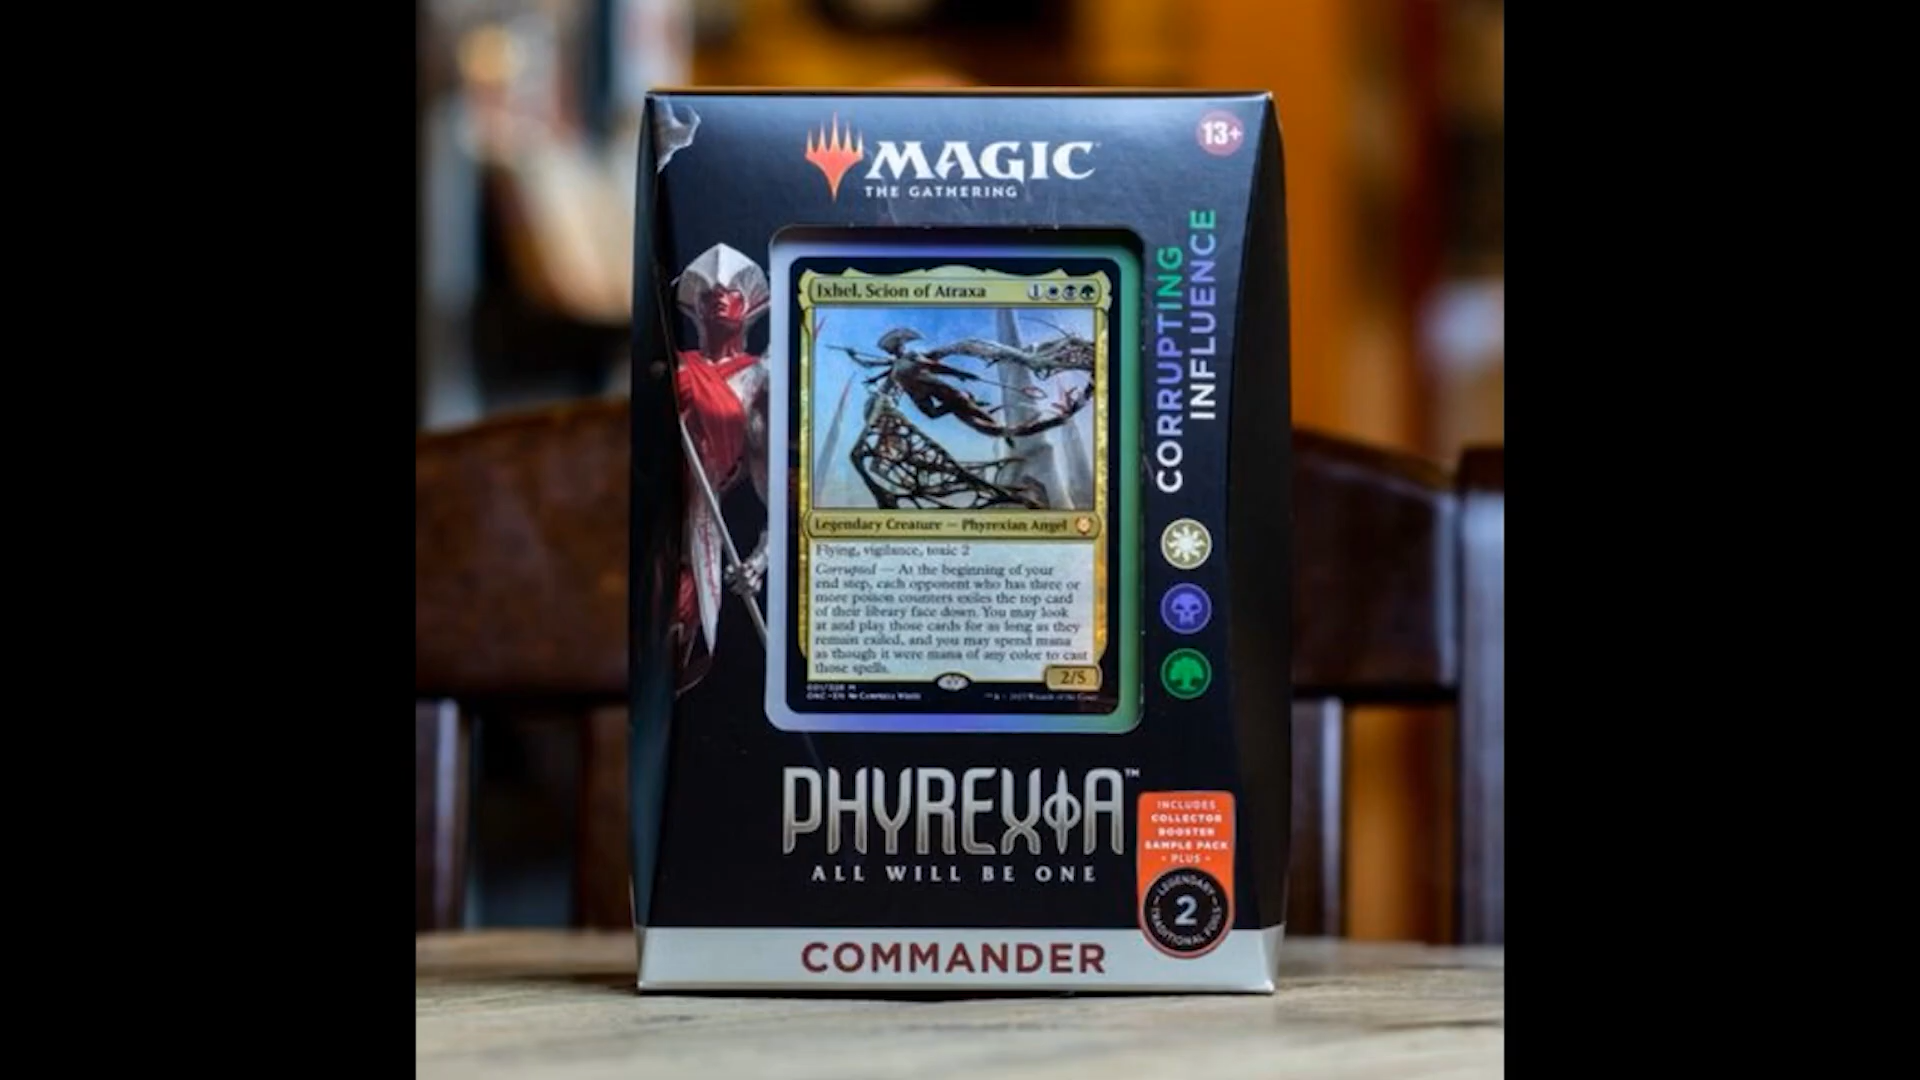 MAGIC
THE GATHERING
13+
CORRUPTING
INFLUENCE
Ixhel, Scion of Atraxa
1
Legendary Creature — Phyrexian Angel
Flying, vigilance, toxic 2
Corrupted — At the beginning of your
end step, each opponent who has three or
more poison counters exiles the top card
of their library face down. You may look
at and play those cards for as long as they
remain exiled, and you may spend mana
as though it were mana of any color to cast
those spells.
2/5
PHYREXIA™
ALL WILL BE ONE
INCLUDES
COLLECTOR
BOOSTER
SAMPLE PACK
- PLUS -
LEGENDARY
2
TRADITIONAL FOILS
COMMANDER